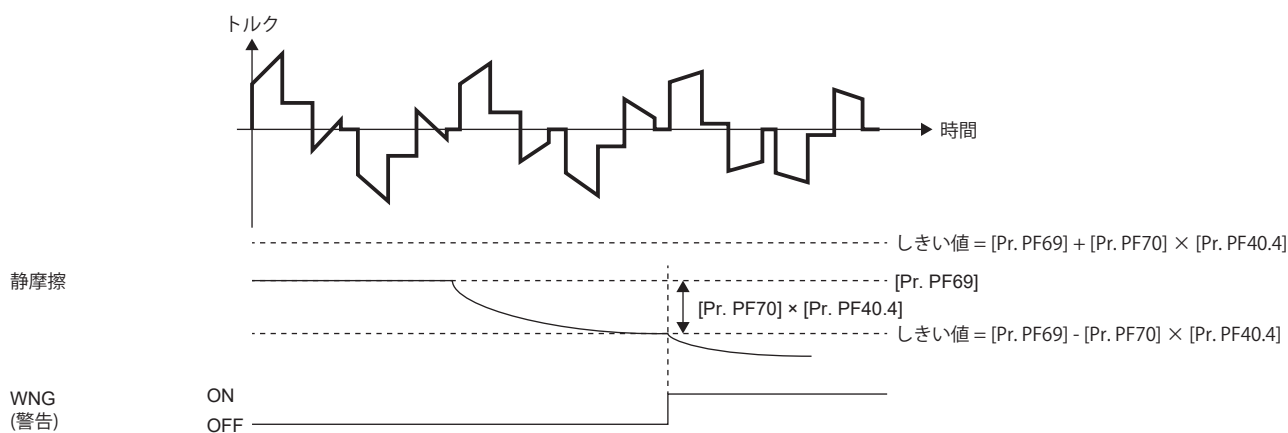 トルク
時間
しきい値 = [Pr. PF69] + [Pr. PF70] × [Pr. PF40.4]
静摩擦
[Pr. PF69]
[Pr. PF70] × [Pr. PF40.4]
しきい値 = [Pr. PF69] - [Pr. PF70] × [Pr. PF40.4]
WNG
(警告)
ON
OFF